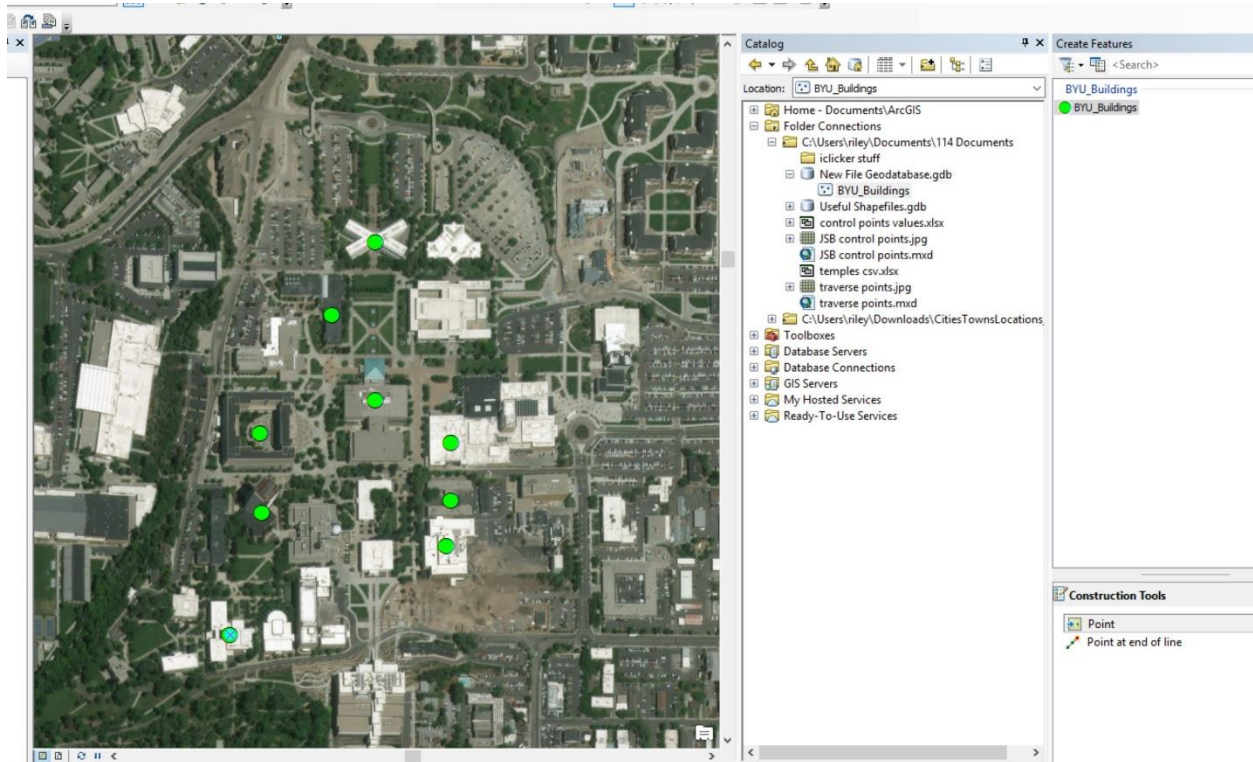 Catalog
Location: BYU_Buildings
Home - Documents\ArcGIS
Folder Connections
C:\Users\riley\Documents\114 Documents
iclicker stuff
New File Geodatabase.gdb
BYU_Buildings
Useful Shapefiles.gdb
control points values.xlsx
JSB control points.jpg
JSB control points.mxd
temples csv.xlsx
traverse points.jpg
traverse points.mxd
C:\Users\riley\Downloads\CitiesTownsLocations_
Toolboxes
Database Servers
Database Connections
GIS Servers
My Hosted Services
Ready-To-Use Services
Create Features
<Search>
BYU_Buildings
BYU_Buildings
Construction Tools
Point
Point at end of line